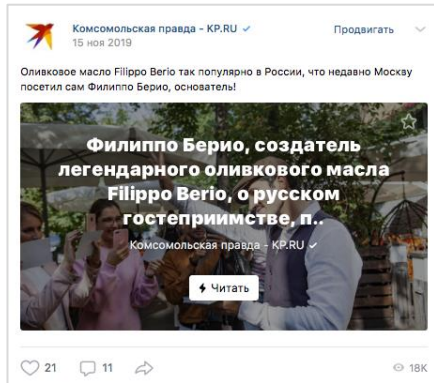 Комсомольская правда - KP.RU
Продвигать
15 ноя 2019
Оливковое масло Filippo Berio так популярно в России, что недавно Москву
посетил сам Филиппо Берио, основатель!
Филиппо Берио, создатель
легендарного оливкового масла
Filippo Berio, о русском
гостеприимстве, п..
Комсомольская правда - KP.RU
Читать
21
11
18K